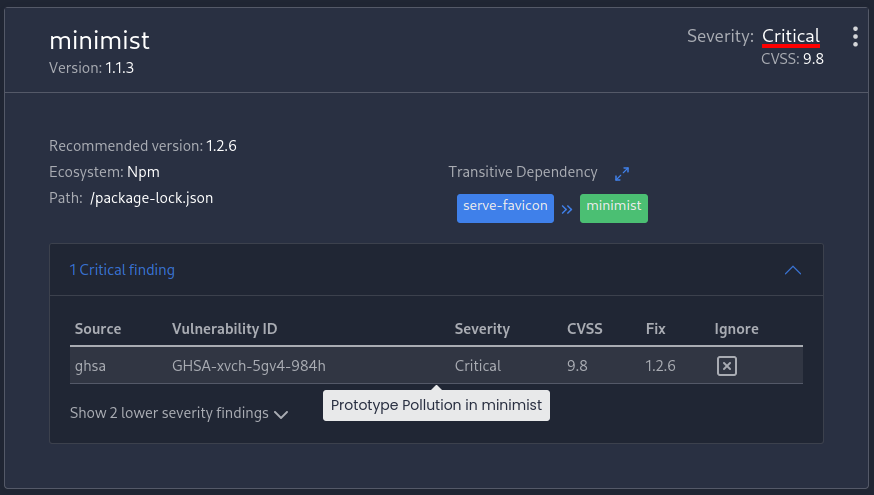 minimist
Severity: Critical
Version: 1.1.3
CVSS: 9.8
Recommended version: 1.2.6
Ecosystem: Npm
Transitive Dependency
Path: /package-lock.json
serve-favicon » minimist
1 Critical finding
Source Vulnerability ID Severity CVSS Fix Ignore
ghsa GHSA-xvch-5gv4-984h Critical 9.8 1.2.6
Prototype Pollution in minimist
Show 2 lower severity findings